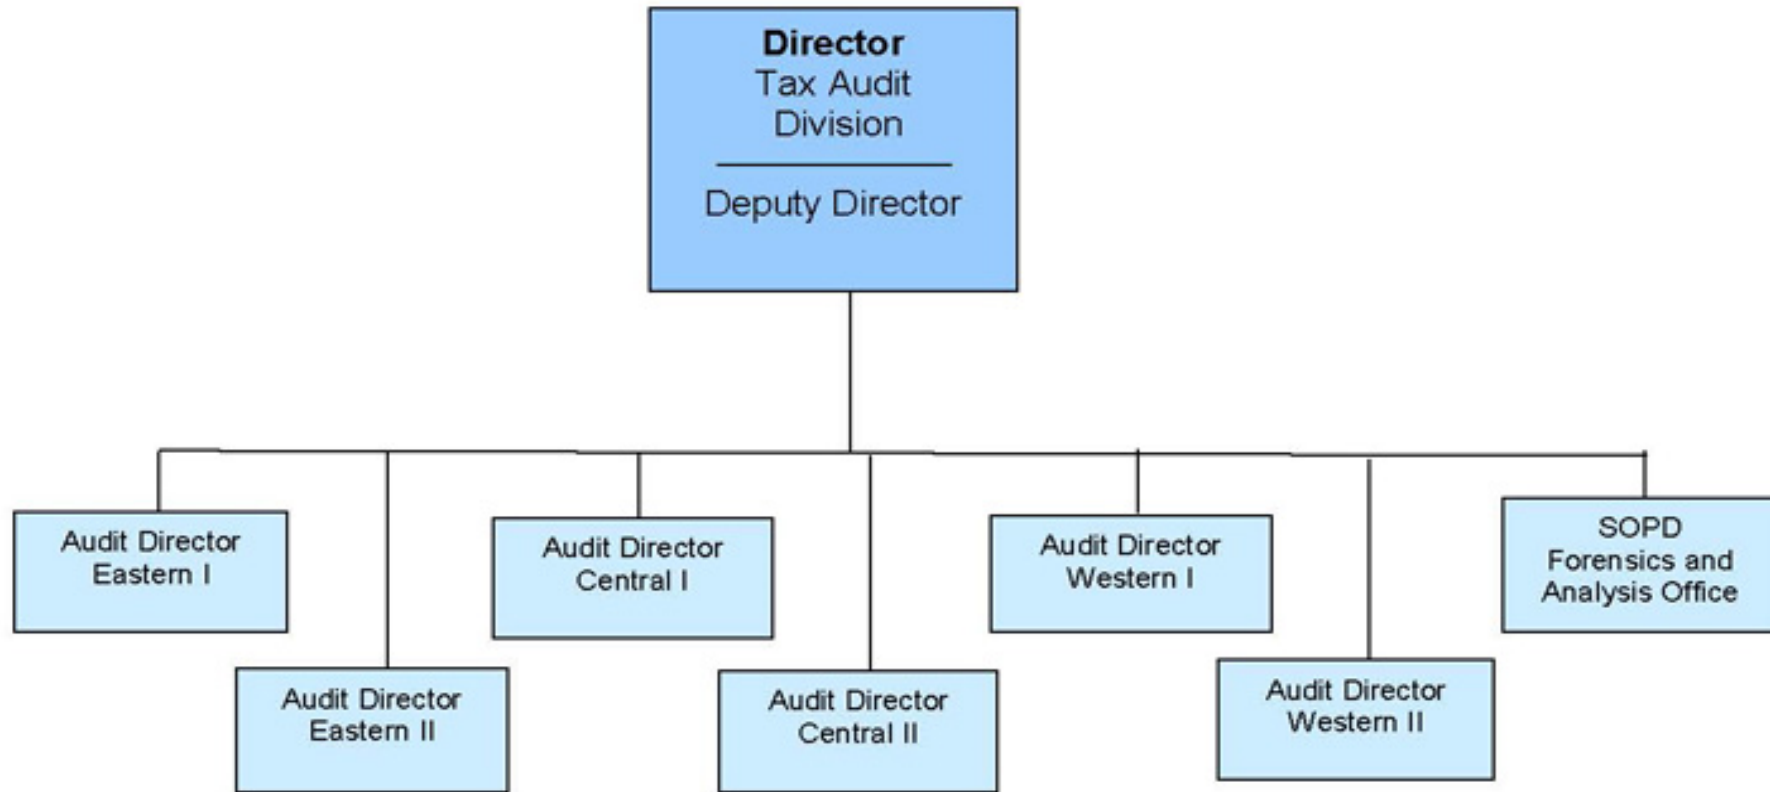 Director
Tax Audit
Division
Deputy Director
Audit Director
Eastern I
Audit Director
Eastern II
Audit Director
Central I
Audit Director
Central II
Audit Director
Western I
Audit Director
Western II
SOPD
Forensics and
Analysis Office